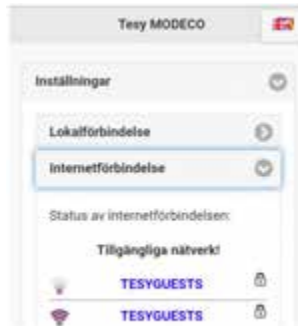 Tesy MODECO
Inställningar
Lokalförbindelse
Internetförbindelse
Status av internetförbindelsen:
Tillgängliga nätverk!
TESYGUESTS
TESYGUESTS